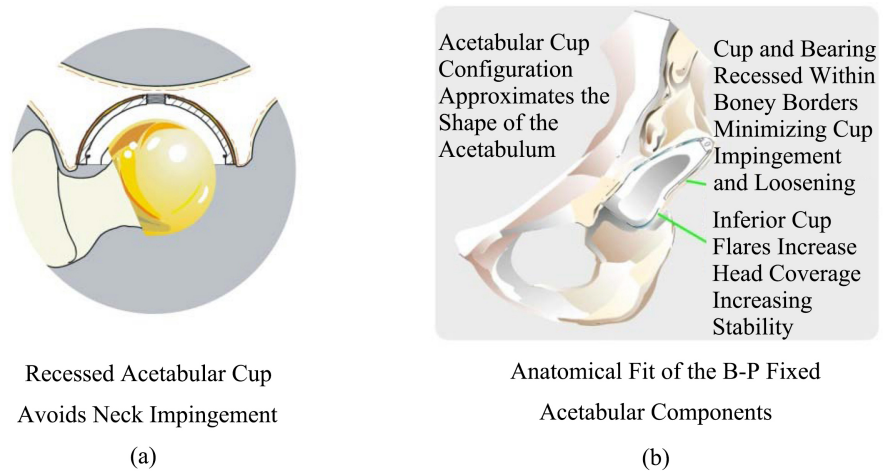 Acetabular Cup
Configuration
Approximates the
Shape of the
Acetabulum
Cup and Bearing
Recessed Within
Boney Borders
Minimizing Cup
Impingement
and Loosening
Inferior Cup
Flares Increase
Head Coverage
Increasing
Stability
Recessed Acetabular Cup
Avoids Neck Impingement
(a)
Anatomical Fit of the B-P Fixed
Acetabular Components
(b)